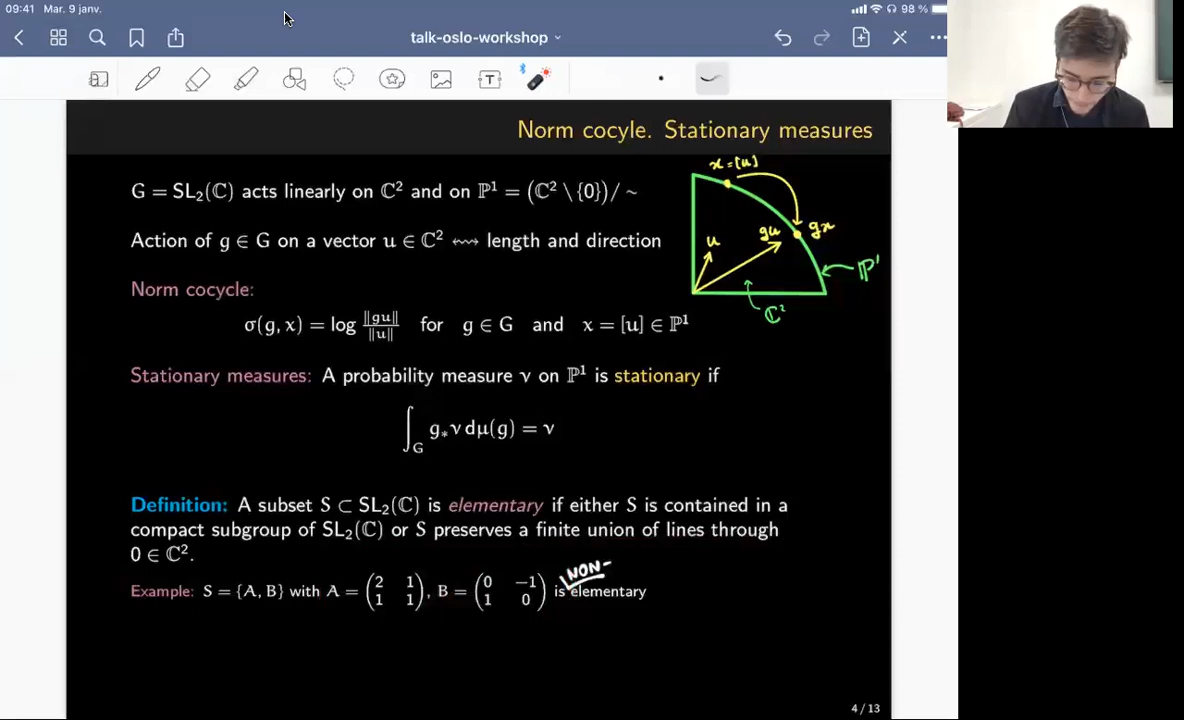 09:41 Mar. 9 janv. 98 %
talk-oslo-workshop
T
Norm cocyle. Stationary measures
x=[u]
G = SL₂(ℂ) acts linearly on ℂ² and on ℙ¹ = (ℂ² \ {0})/ ~
gx
gu
u
Action of g ∈ G on a vector u ∈ ℂ² ⟷ length and direction
ℙ¹
Norm cocycle:
ℂ²
σ(g, x) = log ‖gu‖/‖u‖ for g ∈ G and x = [u] ∈ ℙ¹
Stationary measures: A probability measure ν on ℙ¹ is stationary if
∫_G g_*ν dμ(g) = ν
Definition: A subset S ⊂ SL₂(ℂ) is elementary if either S is contained in a
compact subgroup of SL₂(ℂ) or S preserves a finite union of lines through
0 ∈ ℂ².
NON-
Example: S = {A, B} with A = (2 1 1 1), B = (0 −1 1 0) is elementary
4 / 13